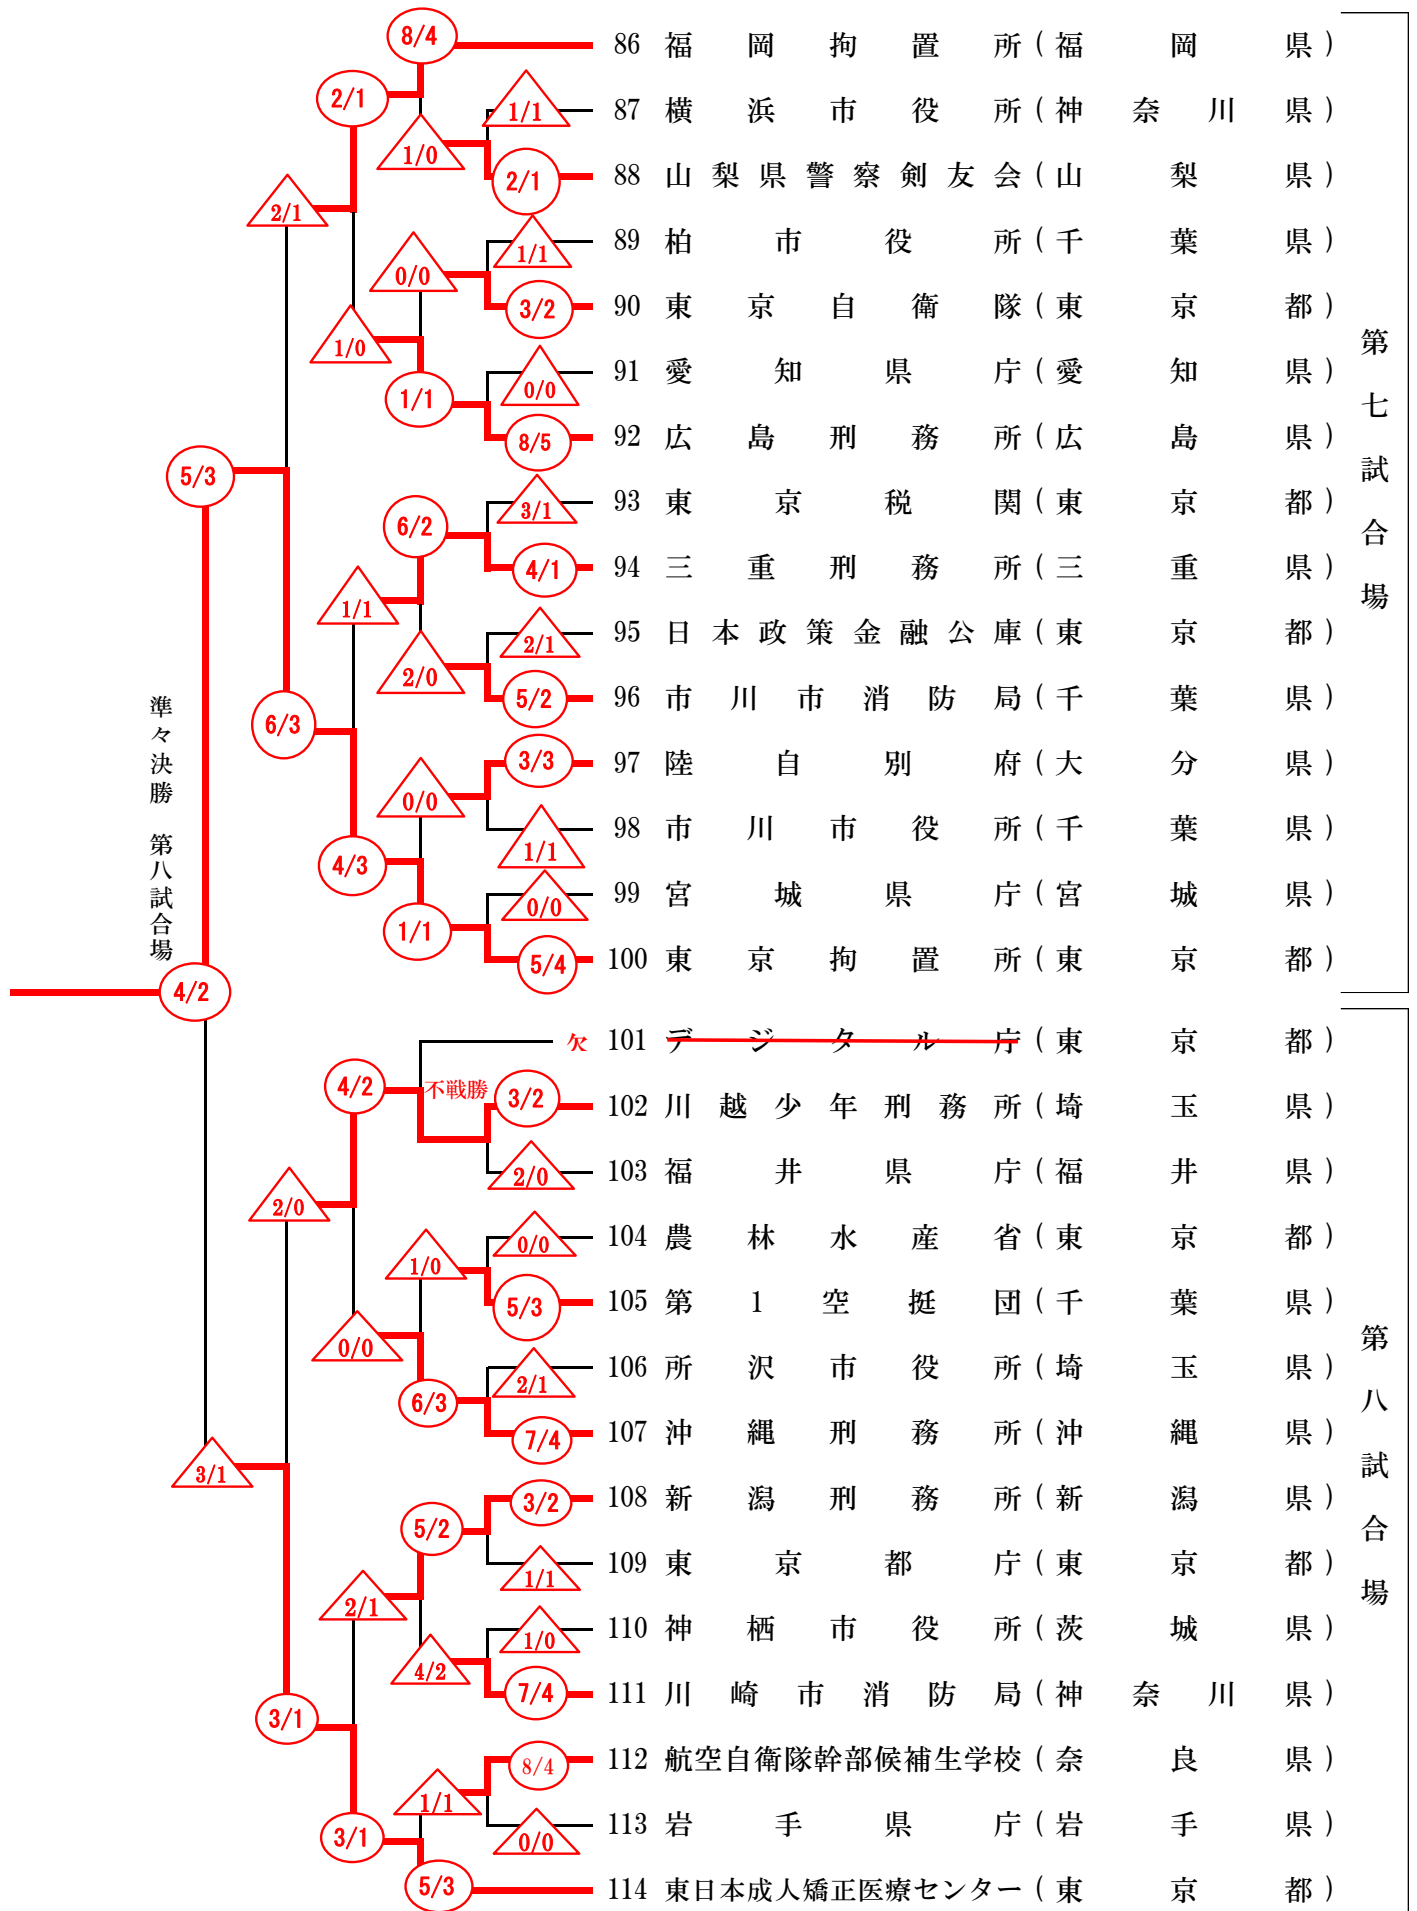 8/4
86 福岡拘置所(福岡県)
2/1
1/1
87 横浜市役所(神奈川県)
1/0
2/1
88 山梨県警察剣友会(山梨県)
2/1
1/1
89 柏市役所(千葉県)
0/0
3/2
90 東京自衛隊(東京都)
1/0
0/0
91 愛知県庁(愛知県)
1/1
8/5
92 広島刑務所(広島県)
5/3
3/1
93 東京税関(東京都)
6/2
4/1
94 三重刑務所(三重県)
1/1
2/1
95 日本政策金融公庫(東京都)
2/0
5/2
96 市川市消防局(千葉県)
6/3
3/3
97 陸自別府(大分県)
0/0
1/1
98 市川市役所(千葉県)
4/3
0/0
99 宮城県庁(宮城県)
1/1
5/4
100 東京拘置所(東京都)
第七試合場
準々決勝 第八試合場
4/2
欠 101 デジタル庁(東京都)
4/2
不戦勝
3/2
102 川越少年刑務所(埼玉県)
2/0
103 福井県庁(福井県)
2/0
0/0
104 農林水産省(東京都)
1/0
5/3
105 第1空挺団(千葉県)
0/0
2/1
106 所沢市役所(埼玉県)
6/3
7/4
107 沖縄刑務所(沖縄県)
3/1
3/2
108 新潟刑務所(新潟県)
5/2
1/1
109 東京都庁(東京都)
2/1
1/0
110 神栖市役所(茨城県)
4/2
7/4
111 川崎市消防局(神奈川県)
3/1
8/4
112 航空自衛隊幹部候補生学校(奈良県)
1/1
0/0
113 岩手県庁(岩手県)
3/1
5/3
114 東日本成人矯正医療センター(東京都)
第八試合場